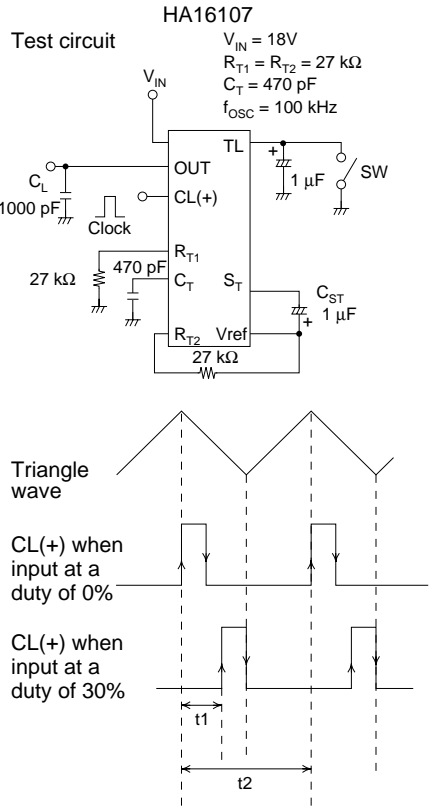 HA16107
Test circuit
V_IN = 18V
R_T1 = R_T2 = 27 kΩ
C_T = 470 pF
f_OSC = 100 kHz
V_IN
TL
+
1 μF
SW
OUT
C_L
1000 pF
CL(+)
Clock
R_T1
27 kΩ
470 pF
C_T
S_T
C_ST
1 μF
+
R_T2
Vref
27 kΩ
Triangle
wave
CL(+) when
input at a
duty of 0%
CL(+) when
input at a
duty of 30%
t1
t2